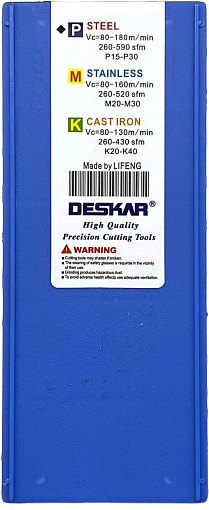 P STEEL
Vc=80-180m/min
260-590 sfm
P15-P30
M STAINLESS
Vc=80-160m/min
260-520 sfm
M20-M30
K CAST IRON
Vc=80-130m/min
260-430 sfm
K20-K40
Made by LIFENG
DESKAR®
High Quality
Precision Cutting Tools
WARNING
Cutting tools may shatter if broken.
The wearing of safety glasses is requirde in the vicinity
of their use.
Grinding produces hazardous dust.
To avoid adverse health effects use adequate ventilation.